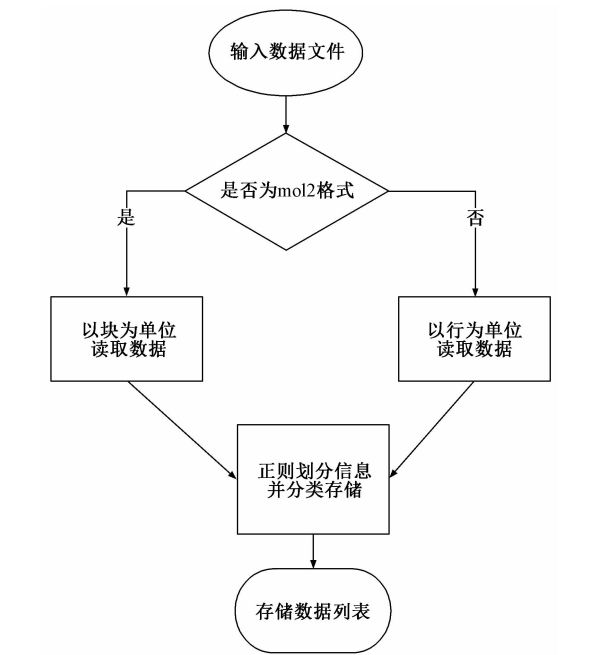 输入数据文件
是否为mol2格式
是
否
以块为单位
读取数据
以行为单位
读取数据
正则划分信息
并分类存储
存储数据列表